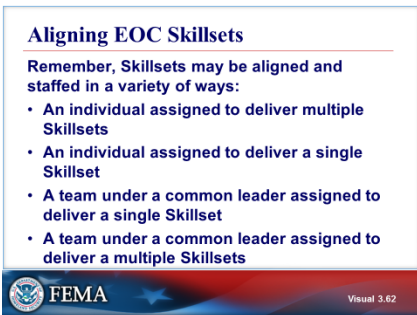 Aligning EOC Skillsets
Remember, Skillsets may be aligned and
staffed in a variety of ways:
• An individual assigned to deliver multiple
Skillsets
• An individual assigned to deliver a single
Skillset
• A team under a common leader assigned to
deliver a single Skillset
• A team under a common leader assigned to
deliver a multiple Skillsets
FEMA
Visual 3.62